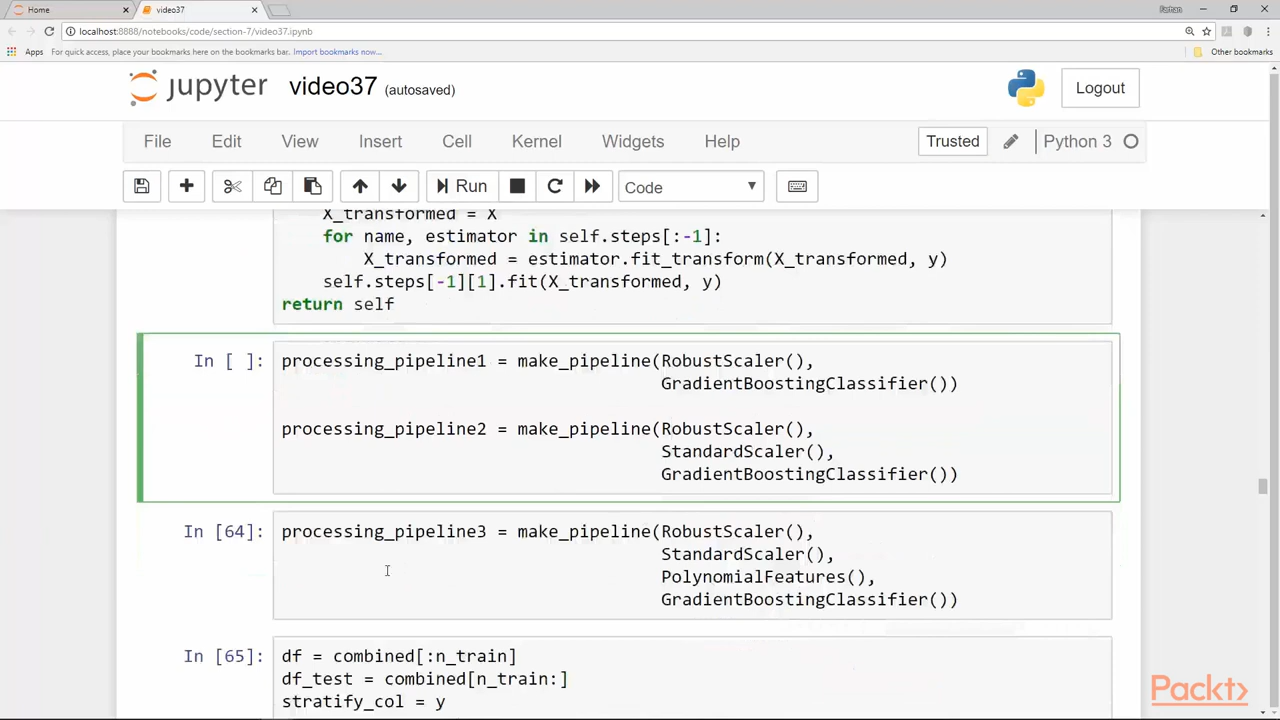 Home
video37
Farhan
localhost:8888/notebooks/code/section-7/video37.ipynb
Apps For quick access, place your bookmarks here on the bookmarks bar. Import bookmarks now...
Other bookmarks
jupyter video37 (autosaved)
Logout
File Edit View Insert Cell Kernel Widgets Help
Trusted Python 3
Run Code
X_transformed = X
for name, estimator in self.steps[:-1]:
X_transformed = estimator.fit_transform(X_transformed, y)
self.steps[-1][1].fit(X_transformed, y)
return self
In [ ]: processing_pipeline1 = make_pipeline(RobustScaler(),
GradientBoostingClassifier())
processing_pipeline2 = make_pipeline(RobustScaler(),
StandardScaler(),
GradientBoostingClassifier())
In [64]: processing_pipeline3 = make_pipeline(RobustScaler(),
StandardScaler(),
PolynomialFeatures(),
GradientBoostingClassifier())
In [65]: df = combined[:n_train]
df_test = combined[n_train:]
stratify_col = y
Packt>